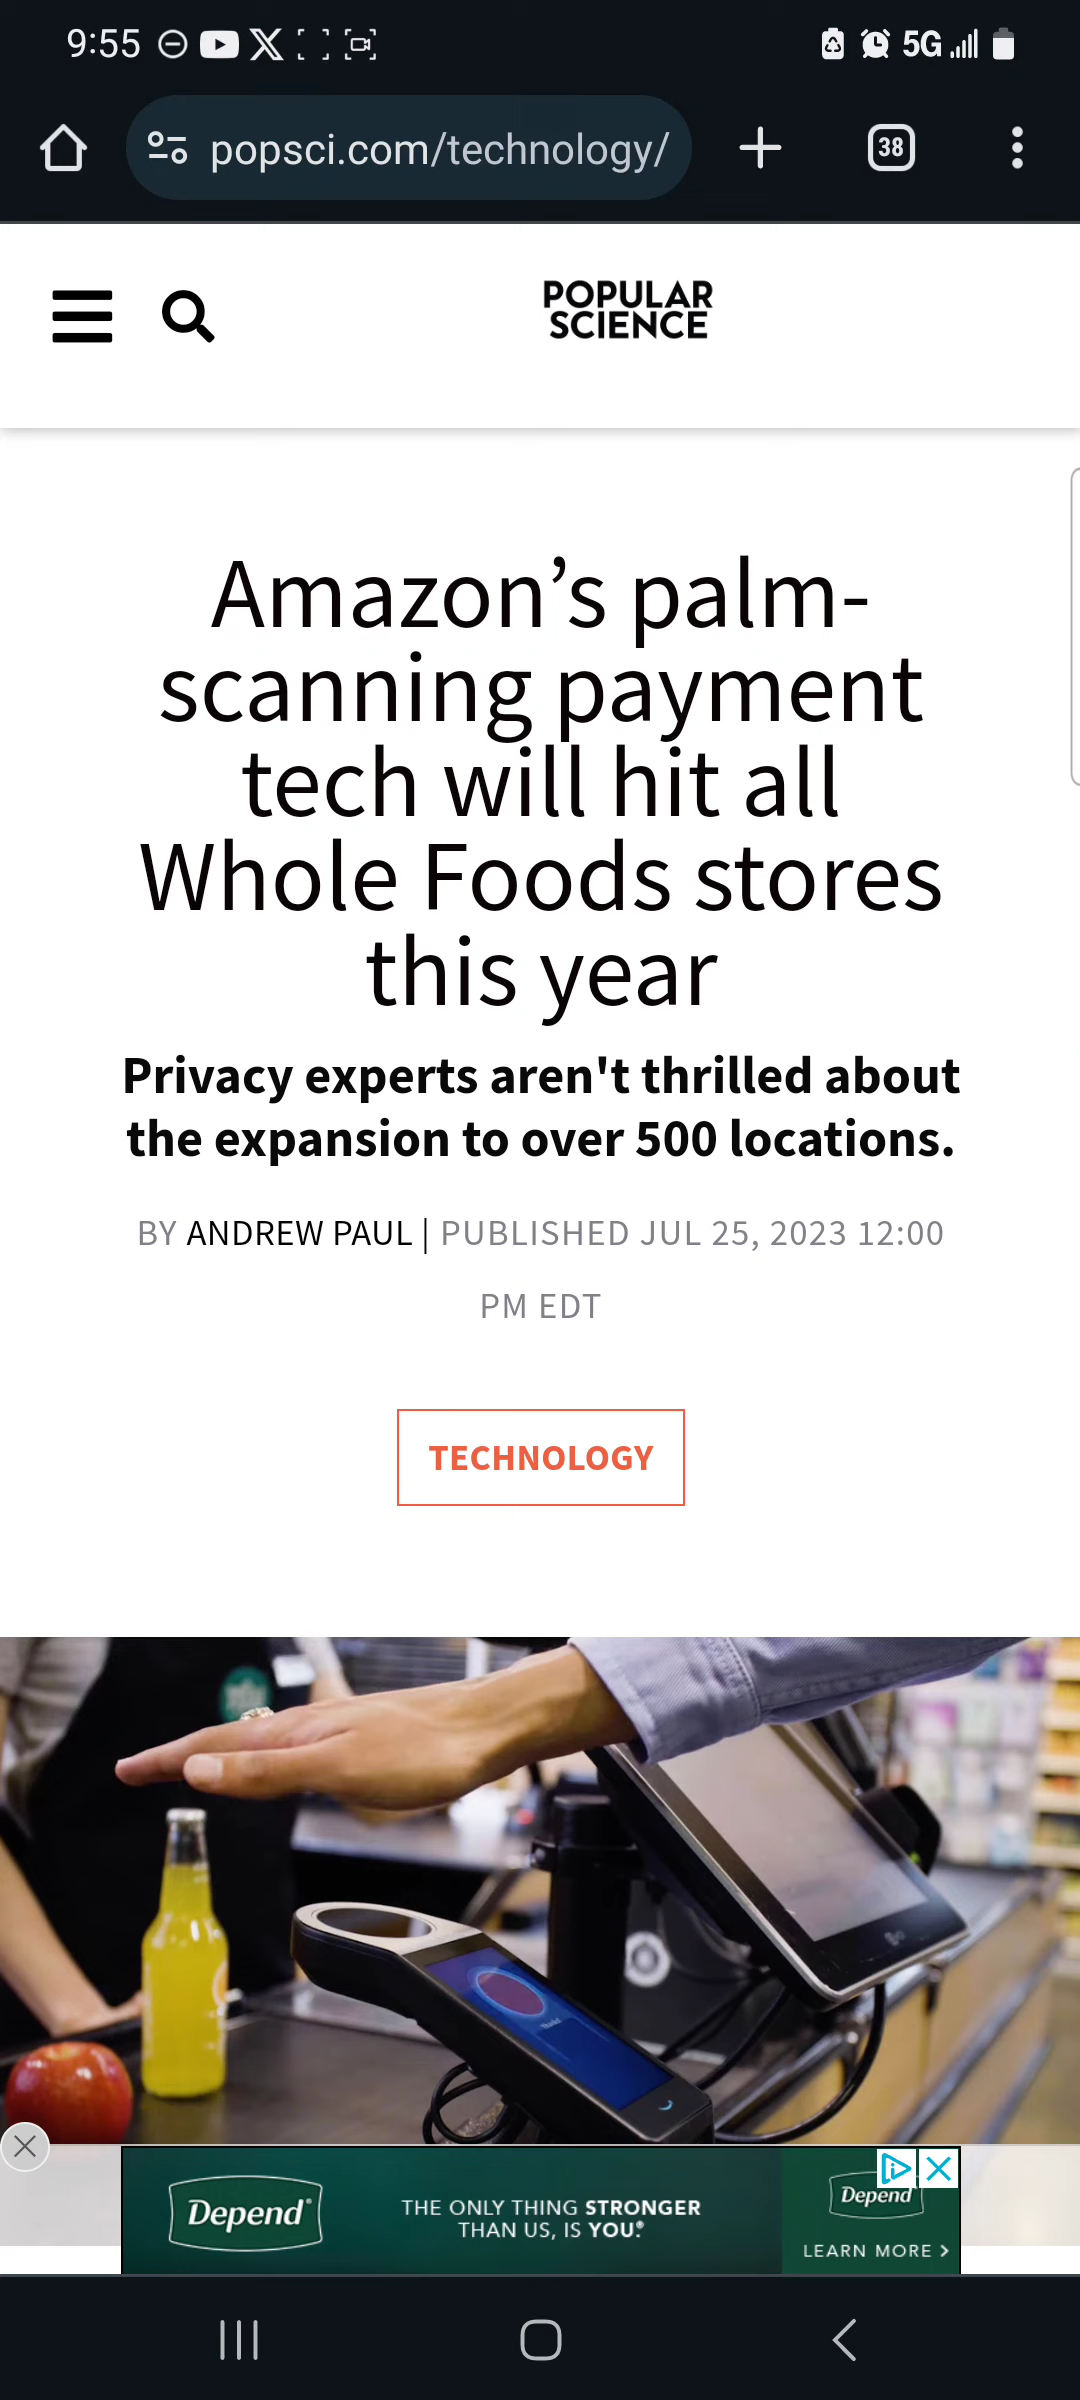 9:55
5G
popsci.com/technology/
38
POPULAR
SCIENCE
Amazon’s palm-
scanning payment
tech will hit all
Whole Foods stores
this year
Privacy experts aren't thrilled about
the expansion to over 500 locations.
BY ANDREW PAUL | PUBLISHED JUL 25, 2023 12:00
PM EDT
TECHNOLOGY
Depend®
THE ONLY THING STRONGER
THAN US, IS YOU.®
Depend
LEARN MORE >